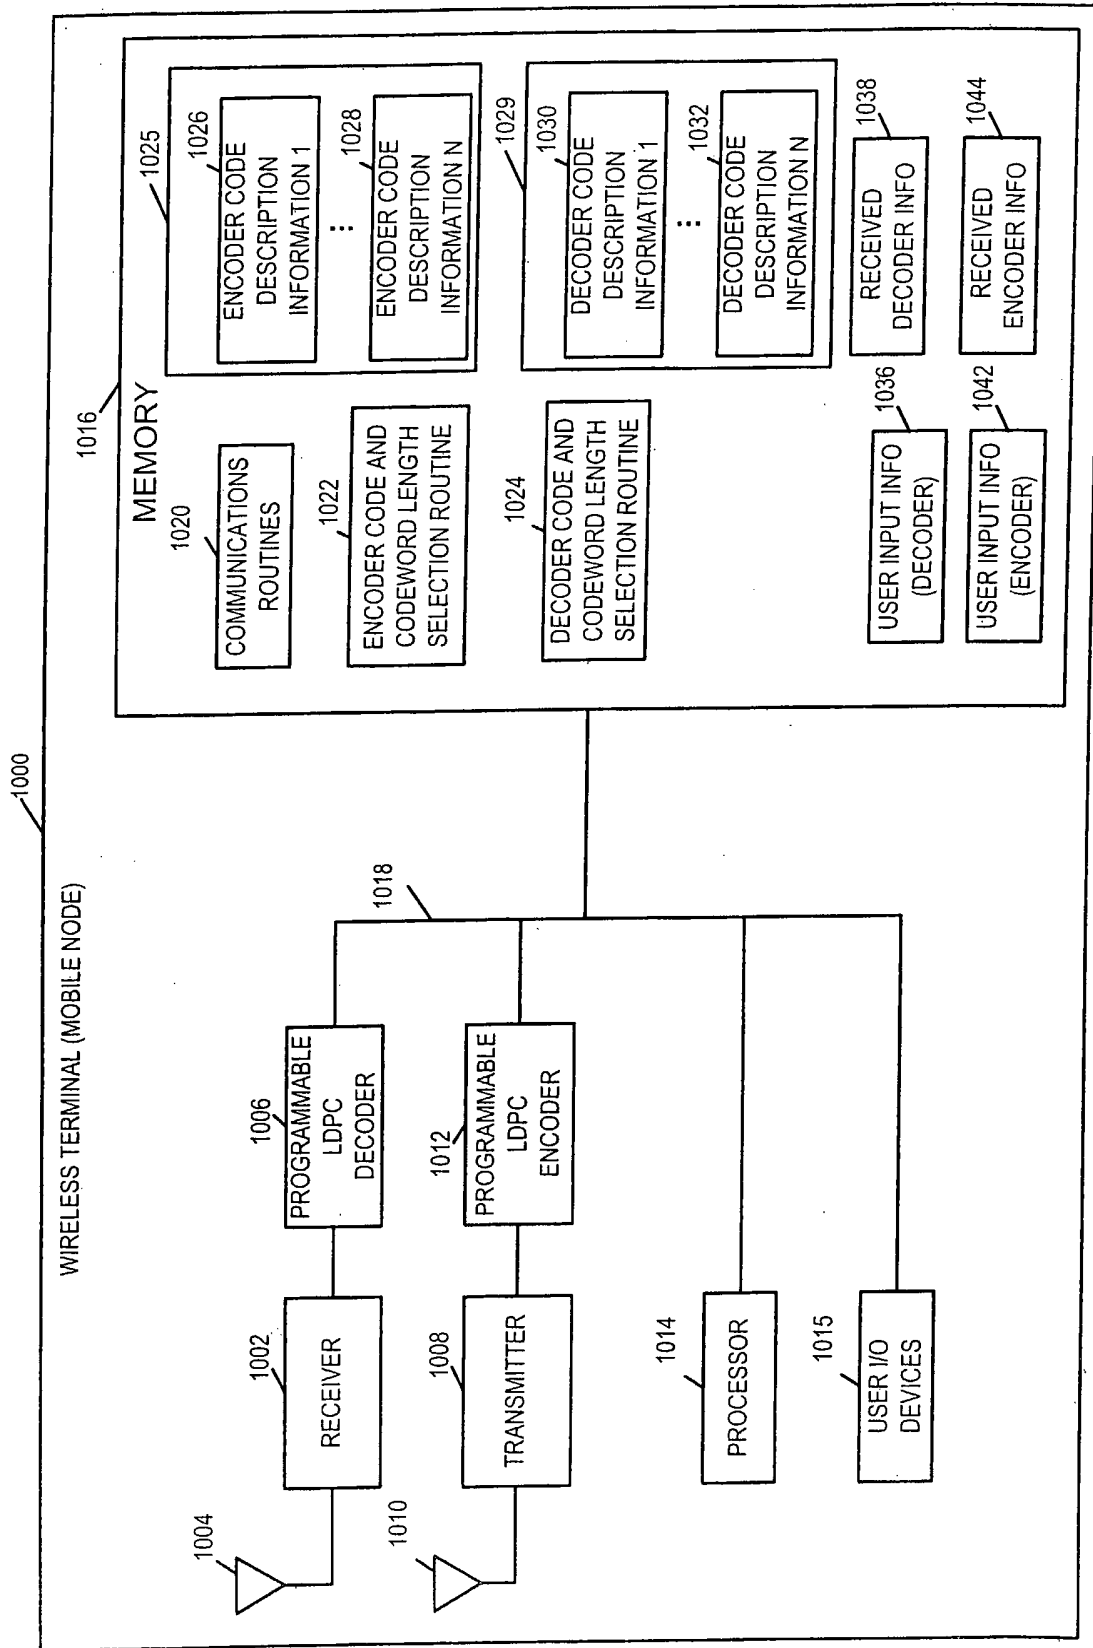 1000
WIRELESS TERMINAL (MOBILE NODE)
1004
1002
RECEIVER
1006
PROGRAMMABLE
LDPC
DECODER
1010
1008
TRANSMITTER
1012
PROGRAMMABLE
LDPC
ENCODER
1018
1014
PROCESSOR
1015
USER I/O
DEVICES
1016
MEMORY
1020
COMMUNICATIONS
ROUTINES
1022
ENCODER CODE AND
CODEWORD LENGTH
SELECTION ROUTINE
1024
DECODER CODE AND
CODEWORD LENGTH
SELECTION ROUTINE
1025
1026
ENCODER CODE
DESCRIPTION
INFORMATION 1
...
1028
ENCODER CODE
DESCRIPTION
INFORMATION N
1029
1030
DECODER CODE
DESCRIPTION
INFORMATION 1
...
1032
DECODER CODE
DESCRIPTION
INFORMATION N
1036
USER INPUT INFO
(DECODER)
1038
RECEIVED
DECODER INFO
1042
USER INPUT INFO
(ENCODER)
1044
RECEIVED
ENCODER INFO